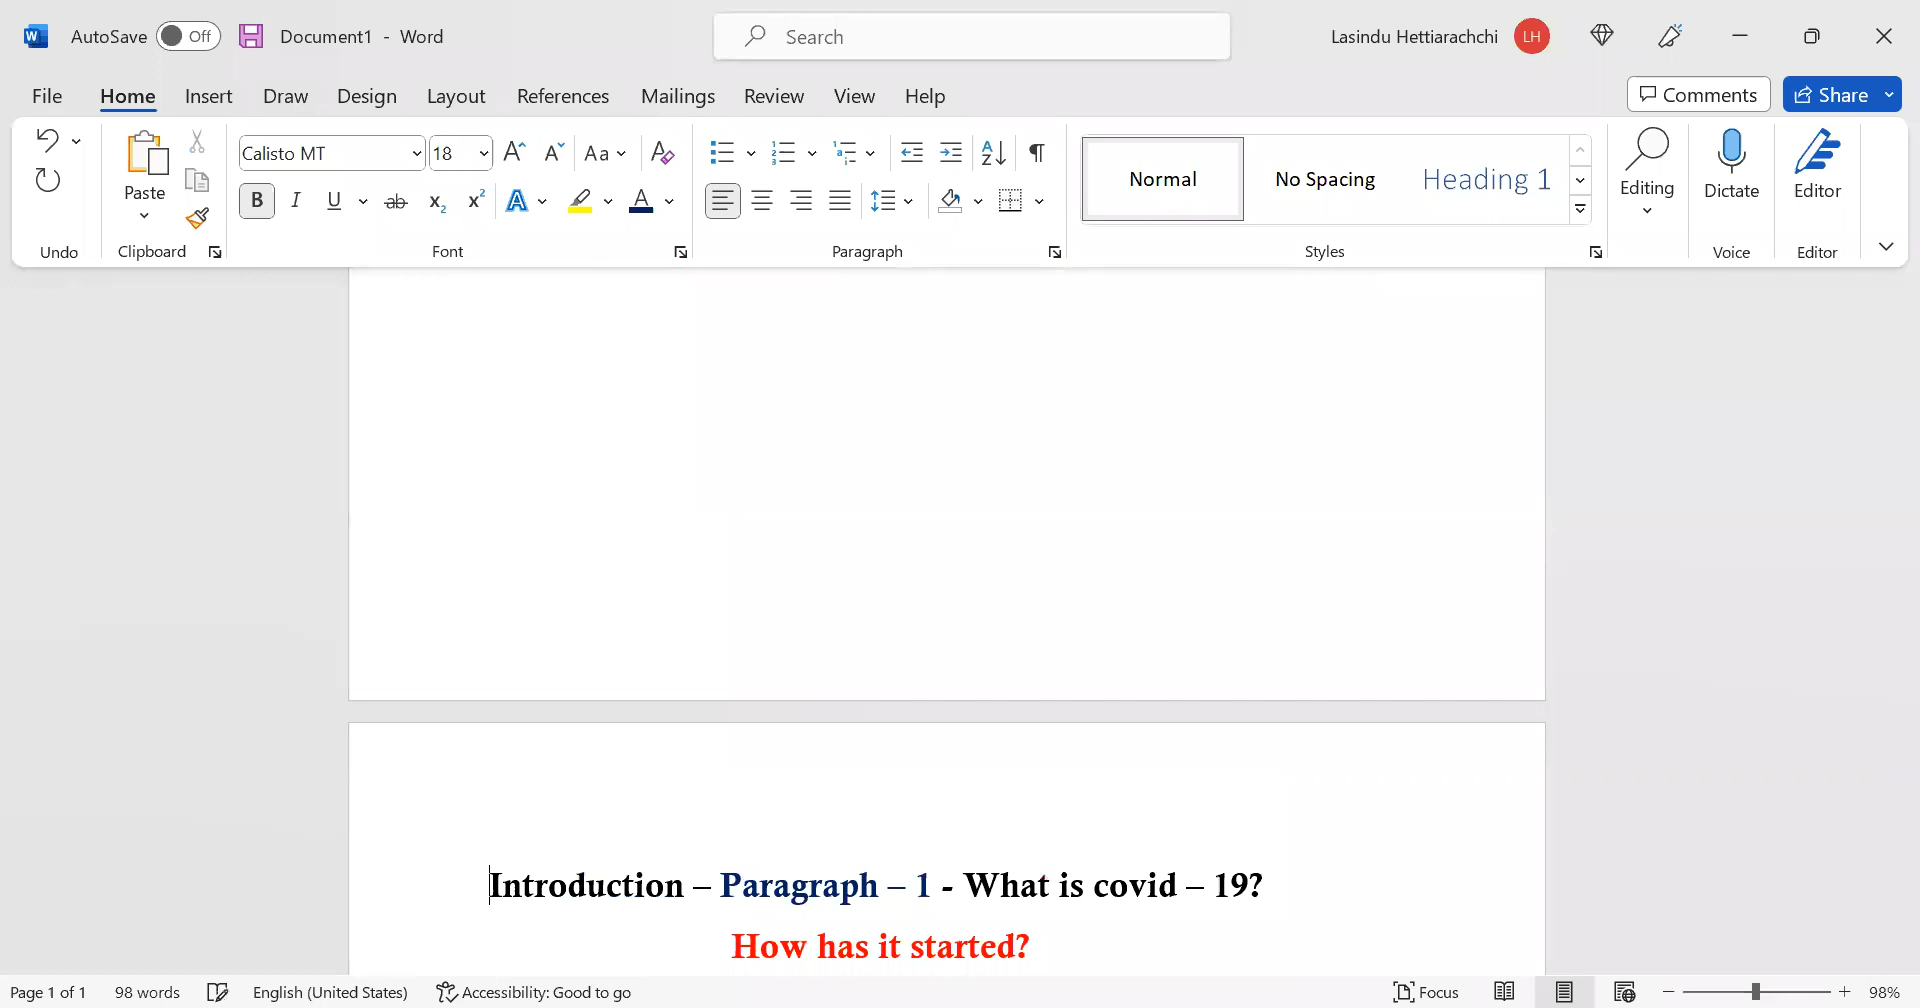 AutoSave Off Document1 - Word Search Lasindu Hettiarachchi LH
File Home Insert Draw Design Layout References Mailings Review View Help Comments Share
Paste
Calisto MT 18 Aa
Normal No Spacing Heading 1
Editing Dictate Editor
Undo Clipboard Font Paragraph Styles Voice Editor
Introduction – Paragraph – 1 - What is covid – 19?
How has it started?
Page 1 of 1 98 words English (United States) Accessibility: Good to go Focus 98%